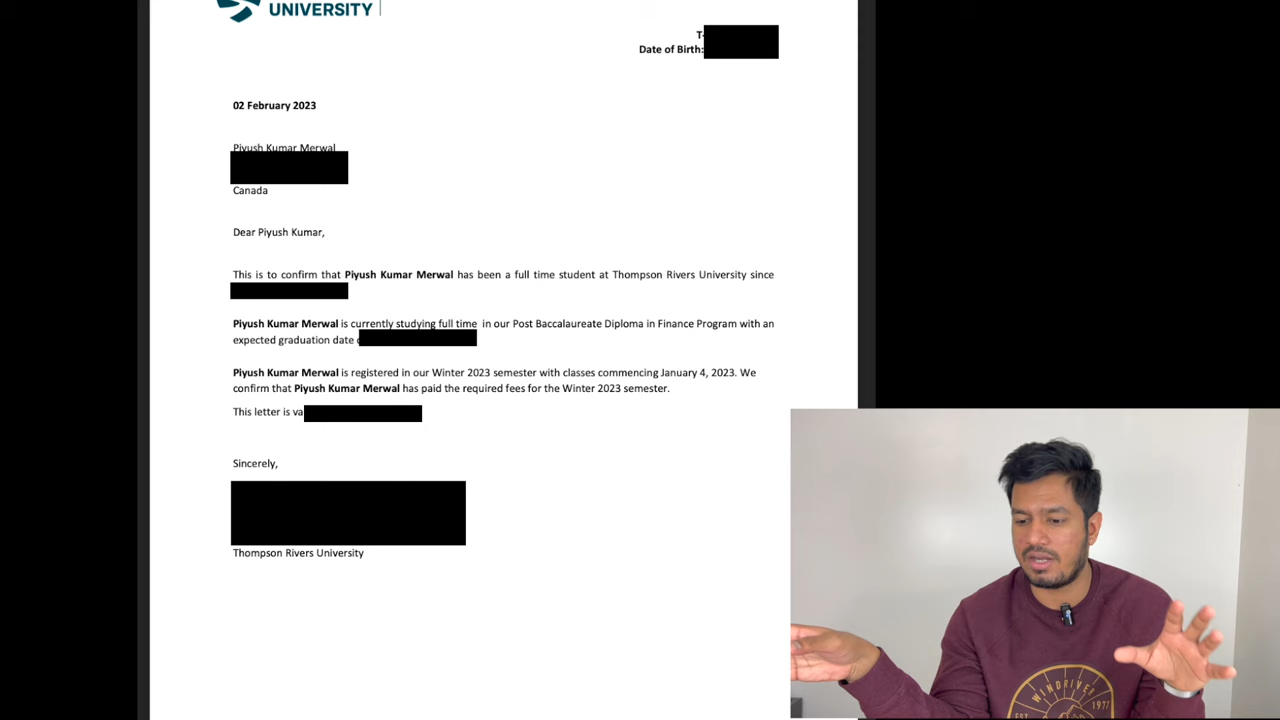 UNIVERSITY
T-
Date of Birth:
02 February 2023
Piyush Kumar Merwal
Canada
Dear Piyush Kumar,
This is to confirm that Piyush Kumar Merwal has been a full time student at Thompson Rivers University since
Piyush Kumar Merwal is currently studying full time in our Post Baccalaureate Diploma in Finance Program with an
expected graduation date
Piyush Kumar Merwal is registered in our Winter 2023 semester with classes commencing January 4, 2023. We
confirm that Piyush Kumar Merwal has paid the required fees for the Winter 2023 semester.
This letter is va
Sincerely,
Thompson Rivers University
WINDRIVER
EST
1977